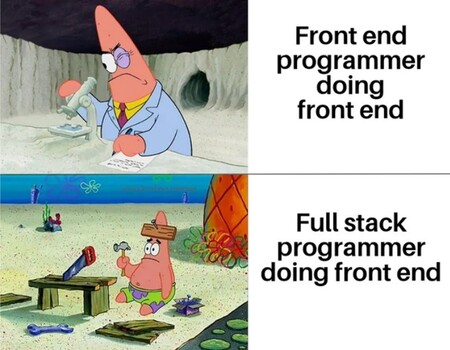 Front end
programmer
doing
front end
Full stack
programmer
doing front end